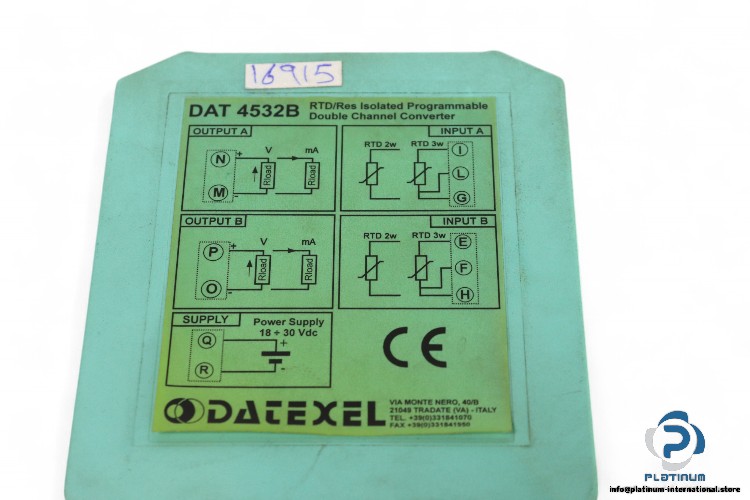 16915
DAT 4532B
RTD/Res Isolated Programmable
Double Channel Converter
OUTPUT A
N
M
+
-
V
mA
Rload
Rload
INPUT A
RTD 2w
RTD 3w
I
L
G
OUTPUT B
P
O
+
-
V
mA
Rload
Rload
INPUT B
RTD 2w
RTD 3w
E
F
H
SUPPLY
Q
R
Power Supply
18 ÷ 30 Vdc
+
-
CE
DATEXEL
VIA MONTE NERO, 40/B
21049 TRADATE (VA) - ITALY
TEL. +39(0)331841070
FAX +39(0)331841950
PLATINUM
info@platinum-international.store